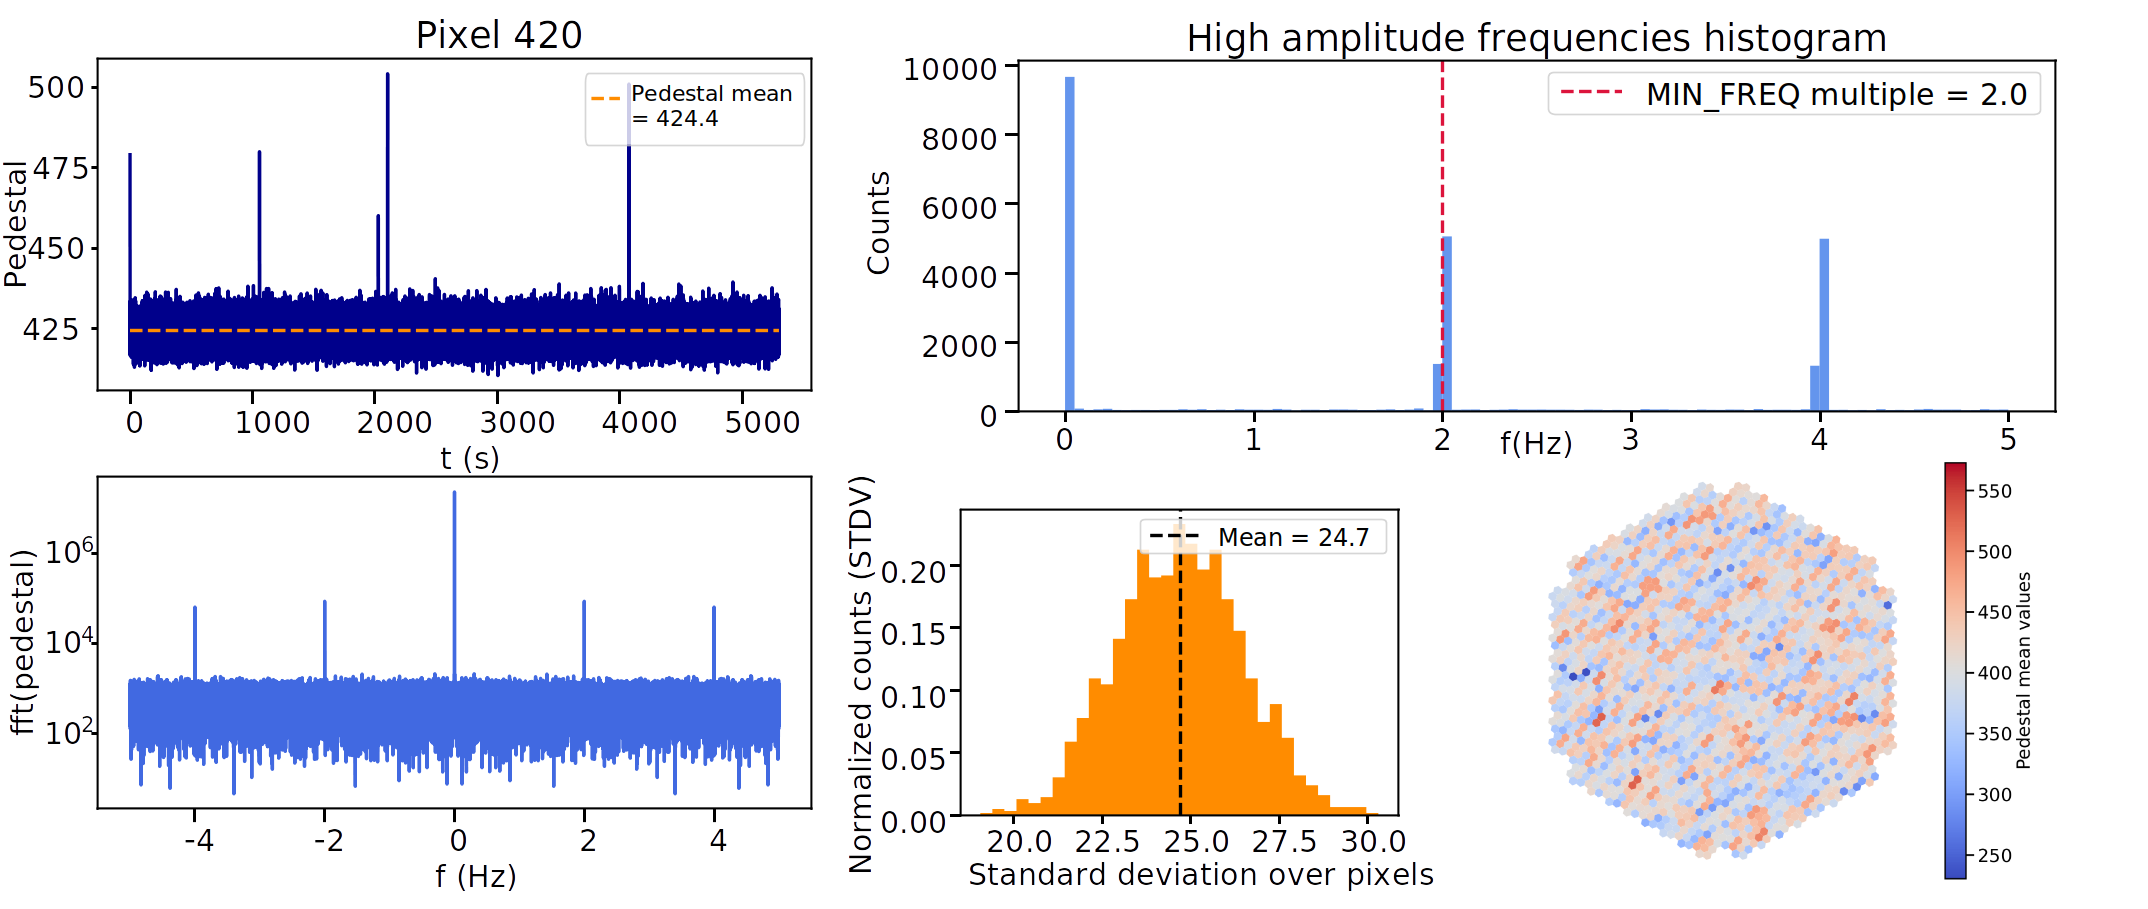 Pixel 420
500
475
450
425
Pedestal
Pedestal mean
= 424.4
0 1000 2000 3000 4000 5000
t (s)
High amplitude frequencies histogram
10000
8000
6000
4000
2000
0
Counts
MIN_FREQ multiple = 2.0
0 1 2 3 4 5
f(Hz)
10^6
10^4
10^2
fft(pedestal)
-4 -2 0 2 4
f (Hz)
Normalized counts (STDV)
0.20
0.15
0.10
0.05
0.00
Mean = 24.7
20.0 22.5 25.0 27.5 30.0
Standard deviation over pixels
550
500
450
400
350
300
250
Pedestal mean values